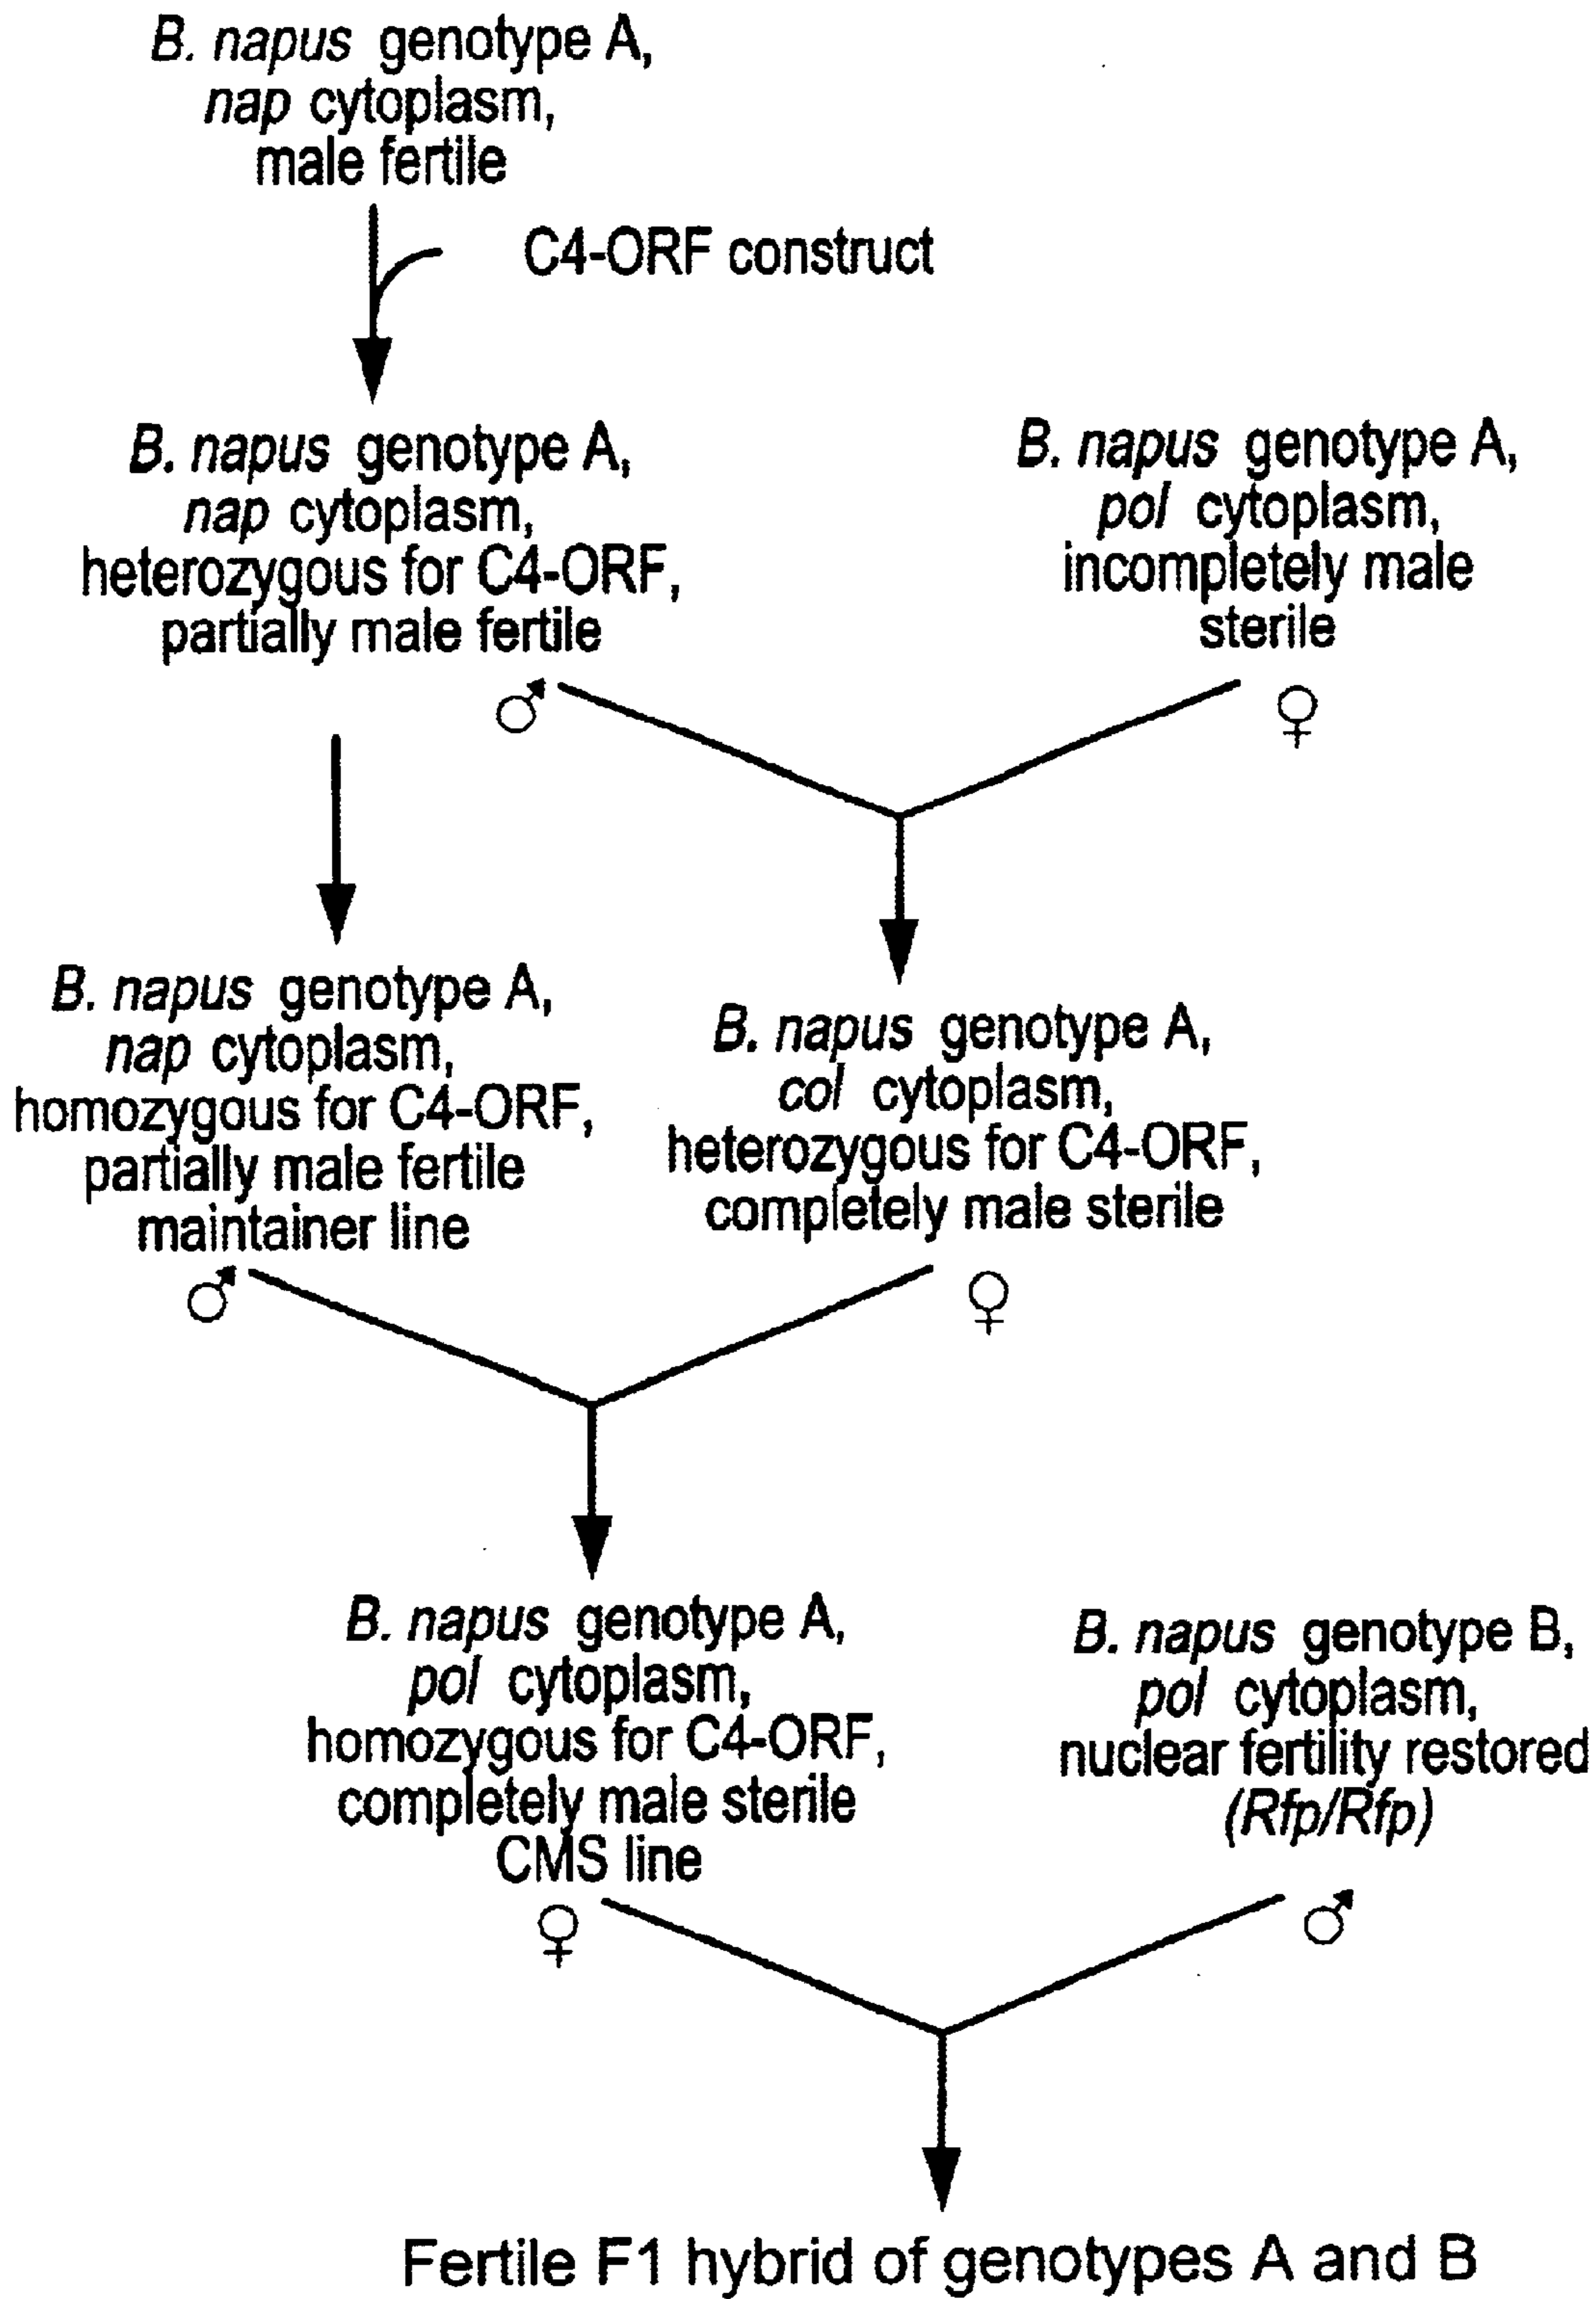 B. napus genotype A,
nap cytoplasm,
male fertile
C4-ORF construct
B. napus genotype A,
nap cytoplasm,
heterozygous for C4-ORF,
partially male fertile
♂
B. napus genotype A,
pol cytoplasm,
incompletely male
sterile
♀
B. napus genotype A,
nap cytoplasm,
homozygous for C4-ORF,
partially male fertile
maintainer line
♂
B. napus genotype A,
col cytoplasm,
heterozygous for C4-ORF,
completely male sterile
♀
B. napus genotype A,
pol cytoplasm,
homozygous for C4-ORF,
completely male sterile
CMS line
♀
B. napus genotype B,
pol cytoplasm,
nuclear fertility restored
(Rfp/Rfp)
♂
Fertile F1 hybrid of genotypes A and B